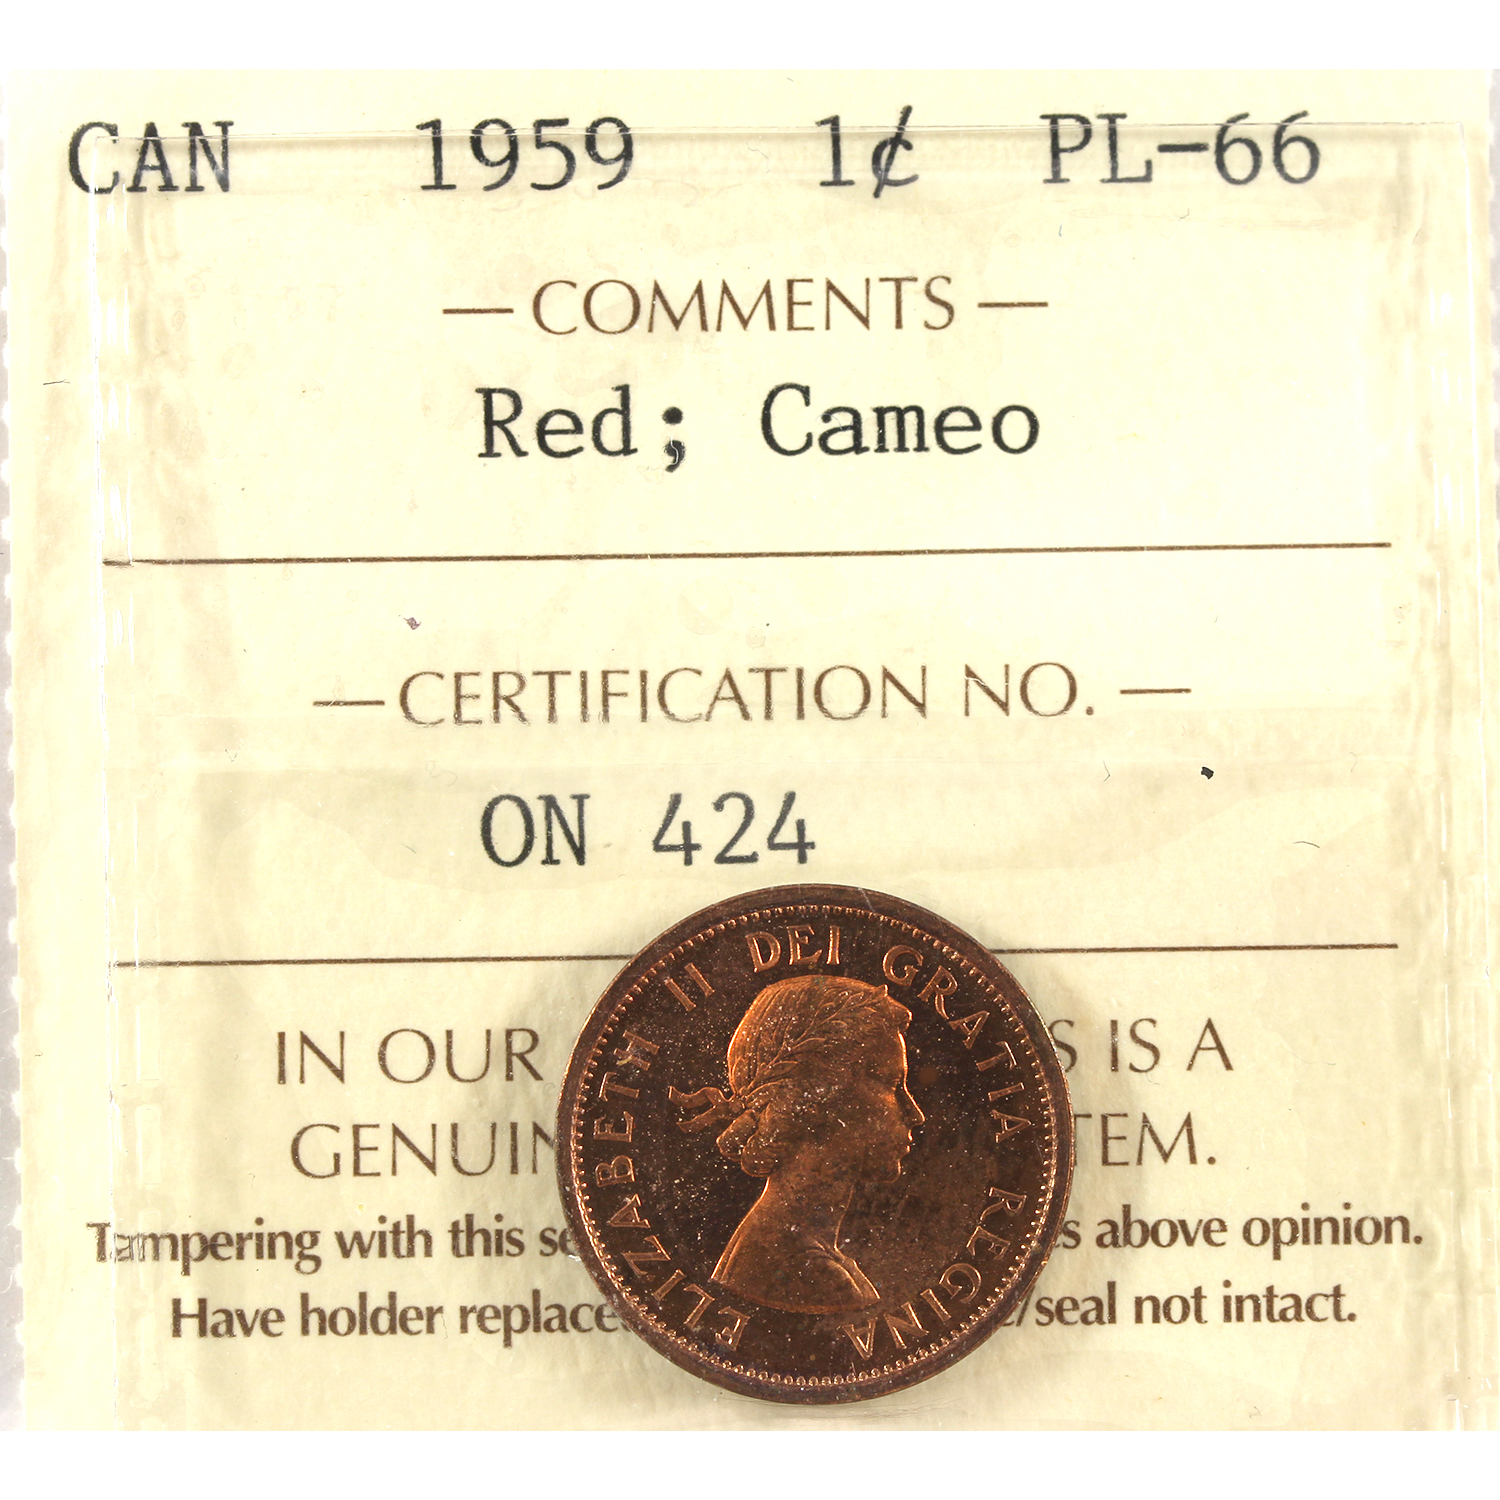 CAN 1959 1¢ PL-66
— COMMENTS —
Red; Cameo
— CERTIFICATION NO. —
ON 424
IN OUR S IS A
GENUIN TEM.
Tampering with this se s above opinion.
Have holder replace /seal not intact.
ELIZABETH II DEI GRATIA REGINA